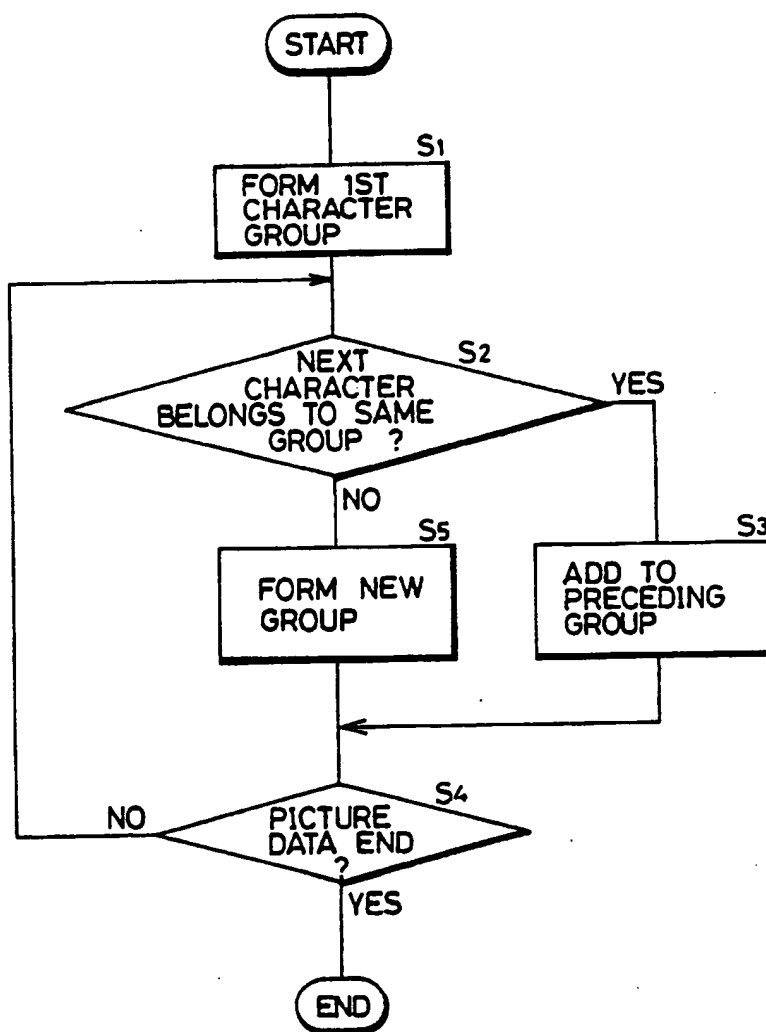 START
S1
FORM 1ST
CHARACTER
GROUP
S2
NEXT
CHARACTER
BELONGS TO SAME
GROUP ?
YES
NO
S5
FORM NEW
GROUP
S3
ADD TO
PRECEDING
GROUP
S4
PICTURE
DATA END
?
NO
YES
END